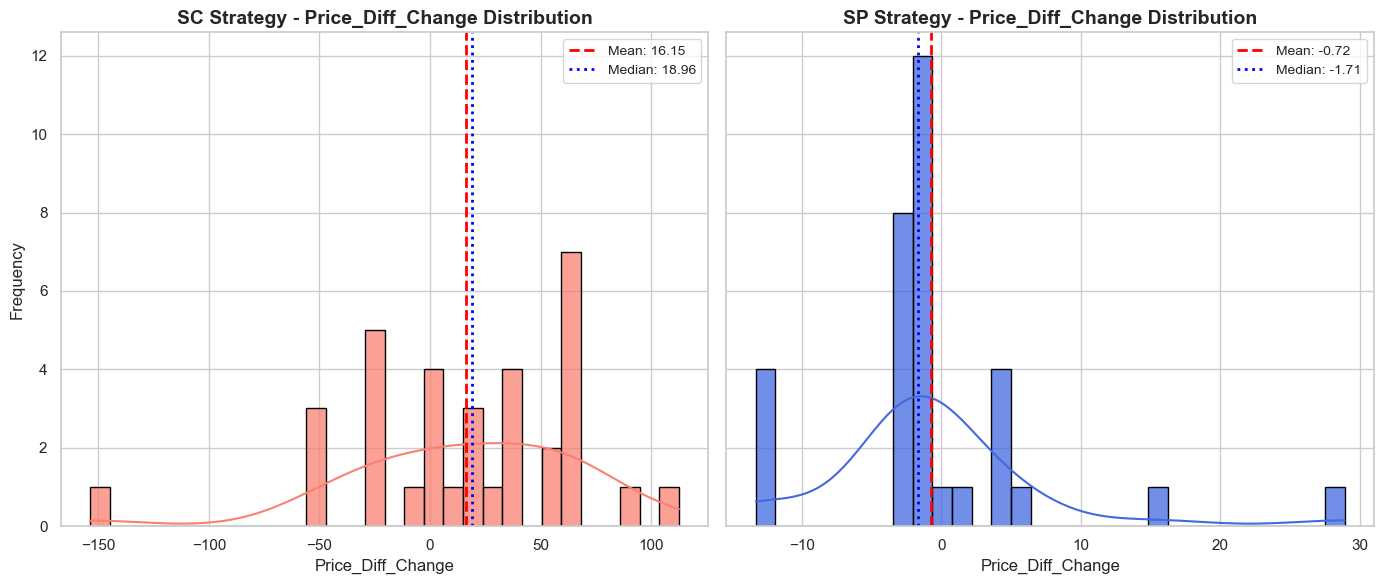 SC Strategy - Price_Diff_Change Distribution
Mean: 16.15
Median: 18.96
12
10
8
6
4
2
0
Frequency
−150
−100
−50
0
50
100
Price_Diff_Change
SP Strategy - Price_Diff_Change Distribution
Mean: -0.72
Median: -1.71
−10
0
10
20
30
Price_Diff_Change